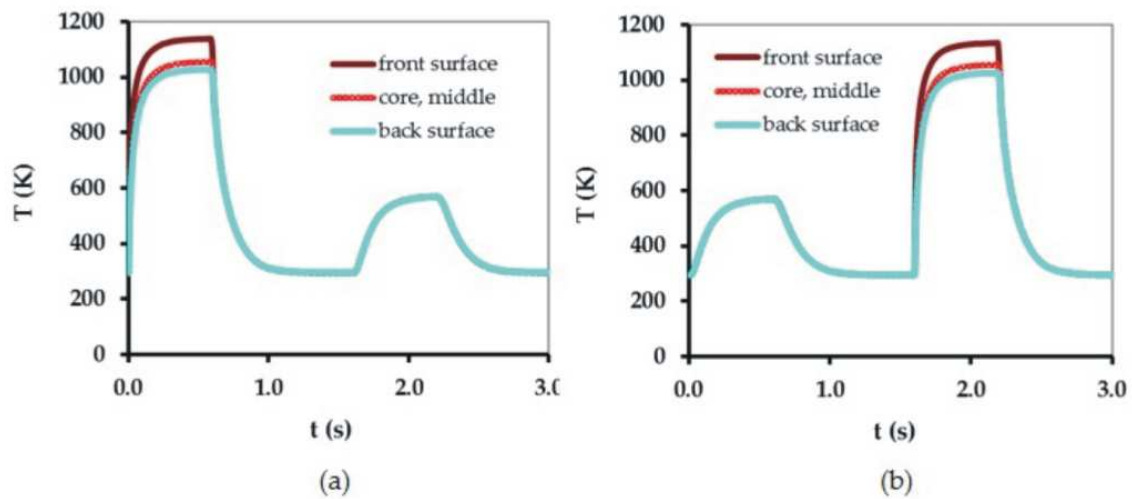 1200
1000
800
600
400
200
0
T (K)
front surface
core, middle
back surface
0.0 1.0 2.0 3.0
t (s)
(a)
1200
1000
800
600
400
200
0
T (K)
front surface
core, middle
back surface
0.0 1.0 2.0 3.0
t (s)
(b)